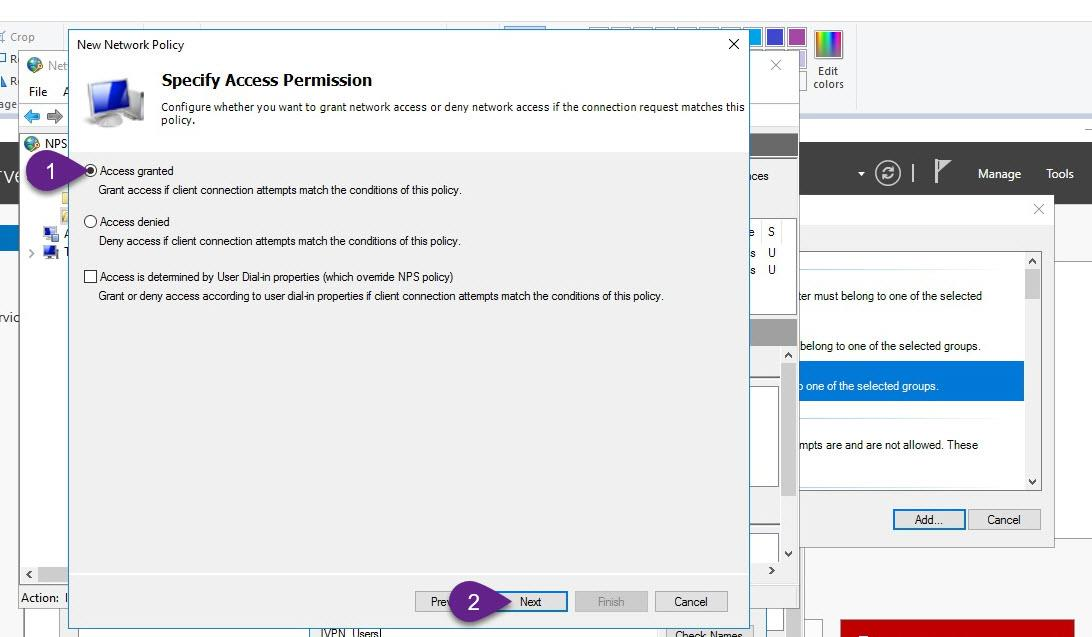 Crop
New Network Policy
Edit
colors
Net
File
Specify Access Permission
Configure whether you want to grant network access or deny network access if the connection request matches this
policy.
NPS
1
Access granted
Grant access if client connection attempts match the conditions of this policy.
Manage
Tools
Access denied
Deny access if client connection attempts match the conditions of this policy.
S
U
U
Access is determined by User Dial-in properties (which override NPS policy)
Grant or deny access according to user dial-in properties if client connection attempts match the conditions of this policy.
ter must belong to one of the selected
belong to one of the selected groups.
one of the selected groups.
mpts are and are not allowed. These
Add...
Cancel
Action:
Pre
2
Next
Finish
Cancel
VPN_Users
Check Names